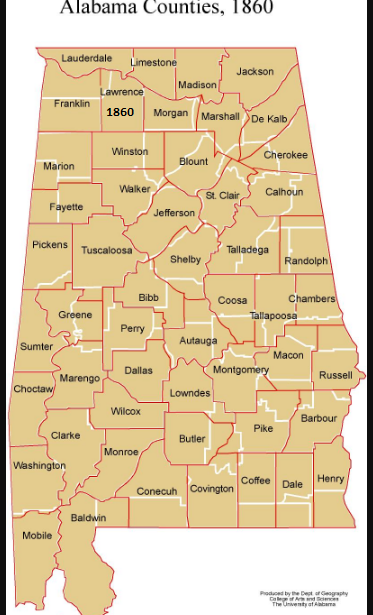 Alabama Counties, 1860
Lauderdale
Limestone
Madison
Jackson
Lawrence
Franklin
1860
Morgan
Marshall
De Kalb
Winston
Blount
Cherokee
Marion
Walker
St. Clair
Calhoun
Fayette
Jefferson
Pickens
Tuscaloosa
Shelby
Talladega
Randolph
Bibb
Coosa
Chambers
Greene
Tallapoosa
Perry
Autauga
Sumter
Macon
Marengo
Dallas
Montgomery
Russell
Choctaw
Lowndes
Wilcox
Barbour
Clarke
Butler
Pike
Monroe
Washington
Conecuh
Covington
Coffee
Dale
Henry
Baldwin
Mobile
Produced by the Dept. of Geography
College of Arts and Sciences
The University of Alabama